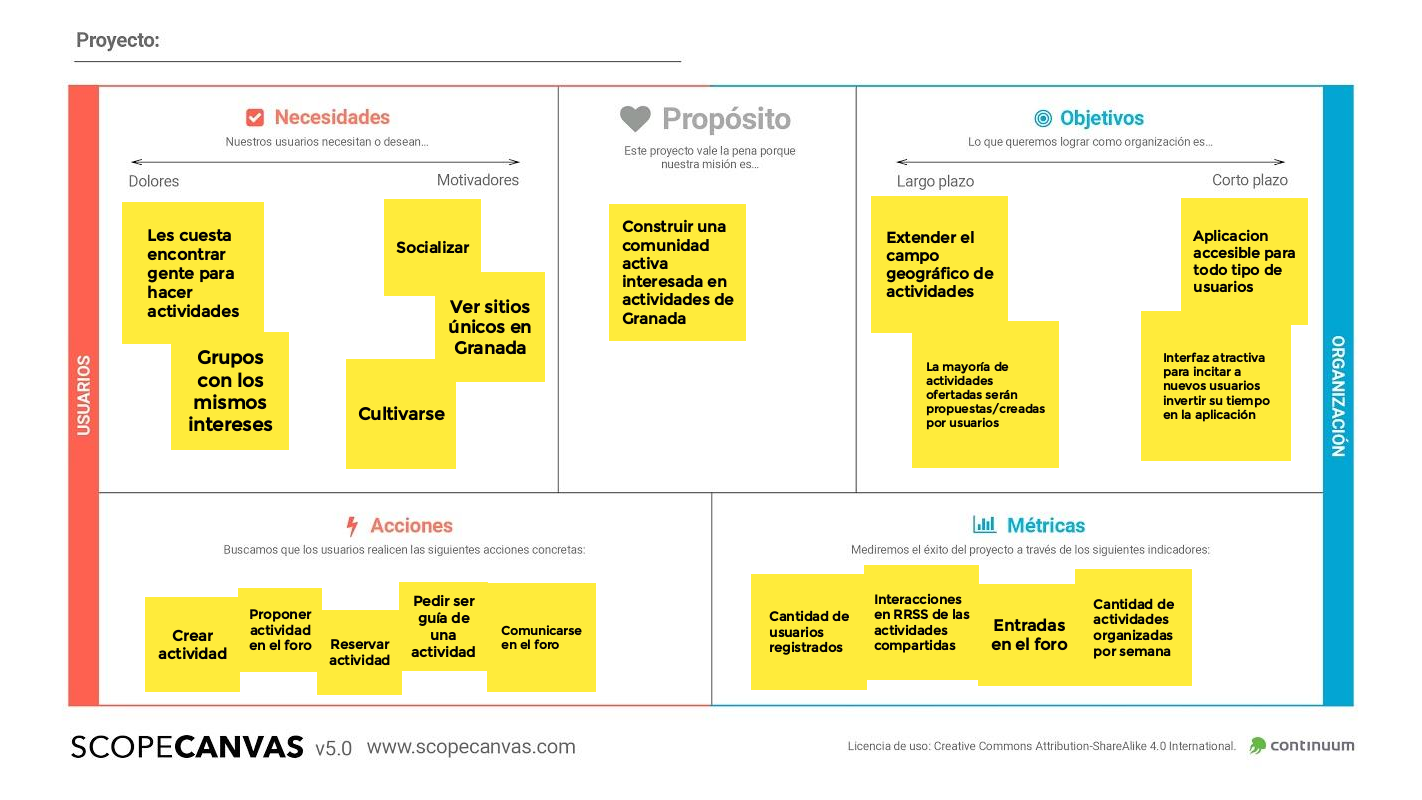 Proyecto:
Necesidades
Nuestros usuarios necesitan o desean...
Dolores
Motivadores
Les cuesta
encontrar
gente para
hacer
actividades
Grupos
con los
mismos
intereses
Socializar
Ver sitios
únicos en
Granada
Cultivarse
Propósito
Este proyecto vale la pena porque
nuestra misión es...
Construir una
comunidad
activa
interesada en
actividades de
Granada
Objetivos
Lo que queremos lograr como organización es...
Largo plazo
Corto plazo
Extender el
campo
geográfico de
actividades
La mayoría de
actividades
ofertadas serán
propuestas/creadas
por usuarios
Aplicacion
accesible para
todo tipo de
usuarios
Interfaz atractiva
para incitar a
nuevos usuarios
invertir su tiempo
en la aplicación
USUARIOS
ORGANIZACIÓN
Acciones
Buscamos que los usuarios realicen las siguientes acciones concretas:
Crear
actividad
Proponer
actividad
en el foro
Reservar
actividad
Pedir ser
guía de
una
actividad
Comunicarse
en el foro
Métricas
Mediremos el éxito del proyecto a través de los siguientes indicadores:
Cantidad de
usuarios
registrados
Interacciones
en RRSS de las
actividades
compartidas
Entradas
en el foro
Cantidad de
actividades
organizadas
por semana
SCOPECANVAS v5.0 www.scopecanvas.com
Licencia de uso: Creative Commons Attribution-ShareAlike 4.0 International.
continuum